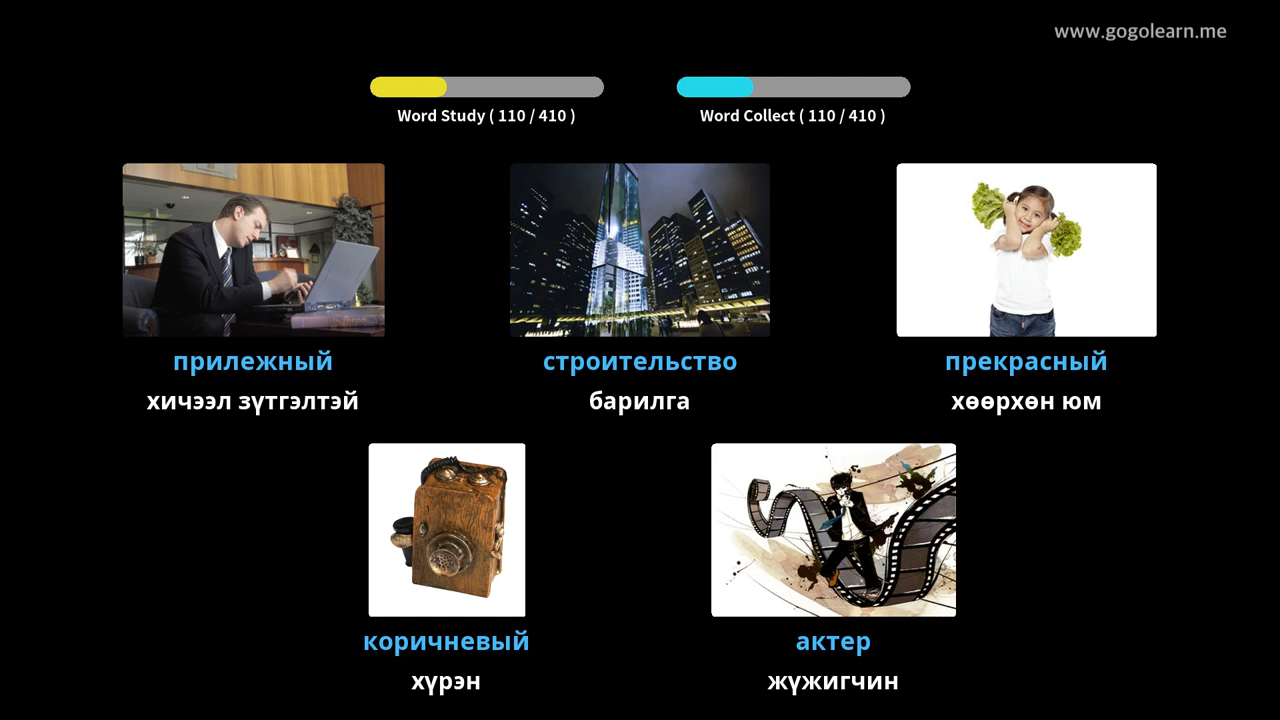 www.gogolearn.me
Word Study ( 110 / 410 )
Word Collect ( 110 / 410 )
прилежный
хичээл зүтгэлтэй
строительство
барилга
прекрасный
хөөрхөн юм
коричневый
хүрэн
актер
жүжигчин